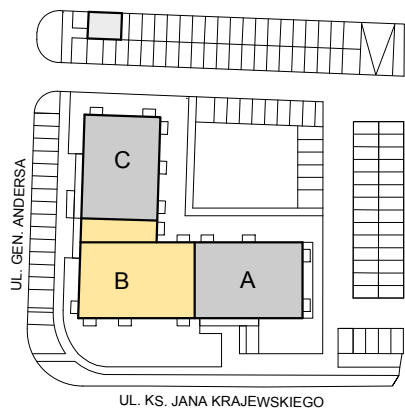 C
UL. GEN. ANDERSA
B
A
UL. KS. JANA KRAJEWSKIEGO